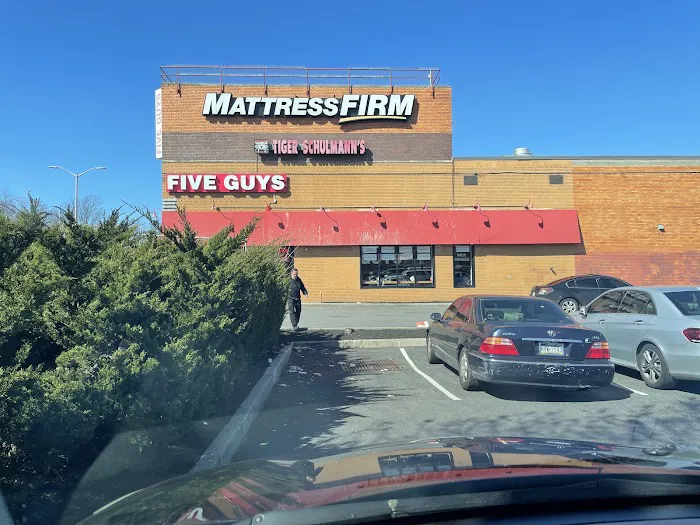 MATTRESSFIRM
TIGER SCHULMANN'S
FIVE GUYS